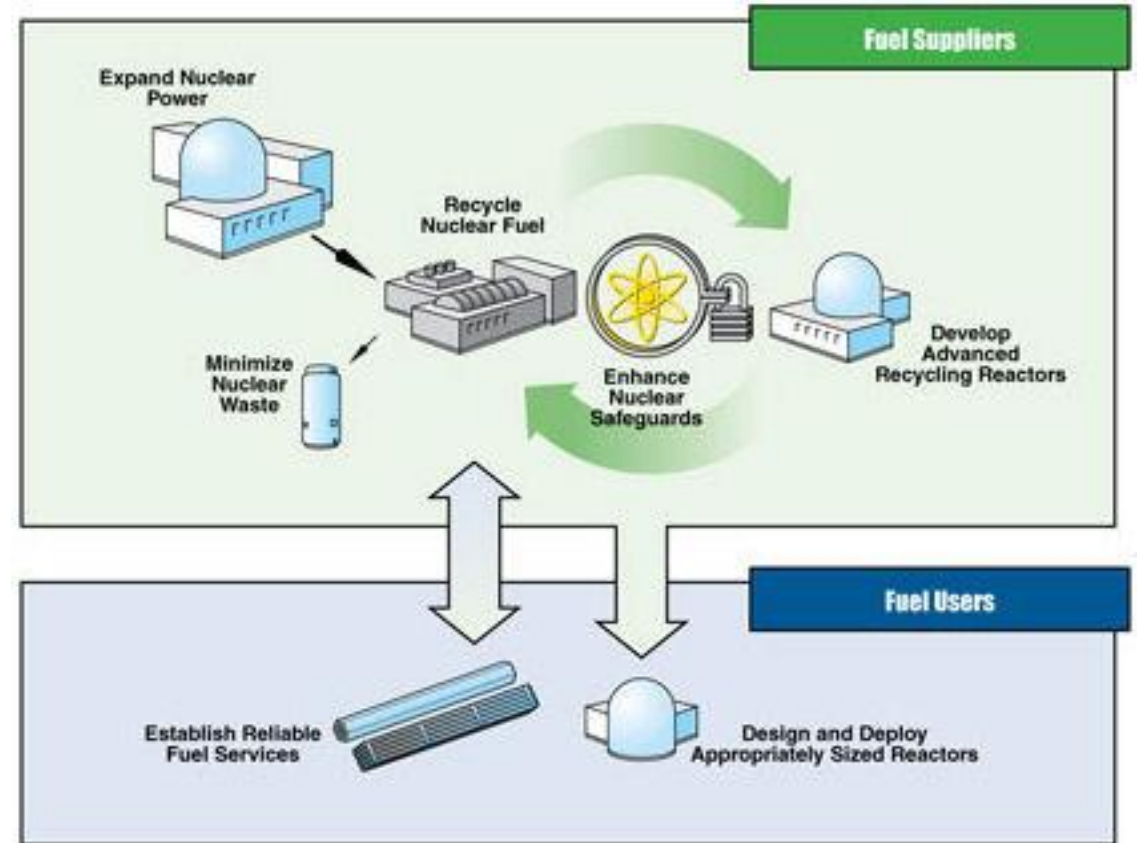 Fuel Suppliers
Expand Nuclear
Power
Recycle
Nuclear Fuel
Minimize
Nuclear
Waste
Enhance
Nuclear
Safeguards
Develop
Advanced
Recycling Reactors
Fuel Users
Establish Reliable
Fuel Services
Design and Deploy
Appropriately Sized Reactors